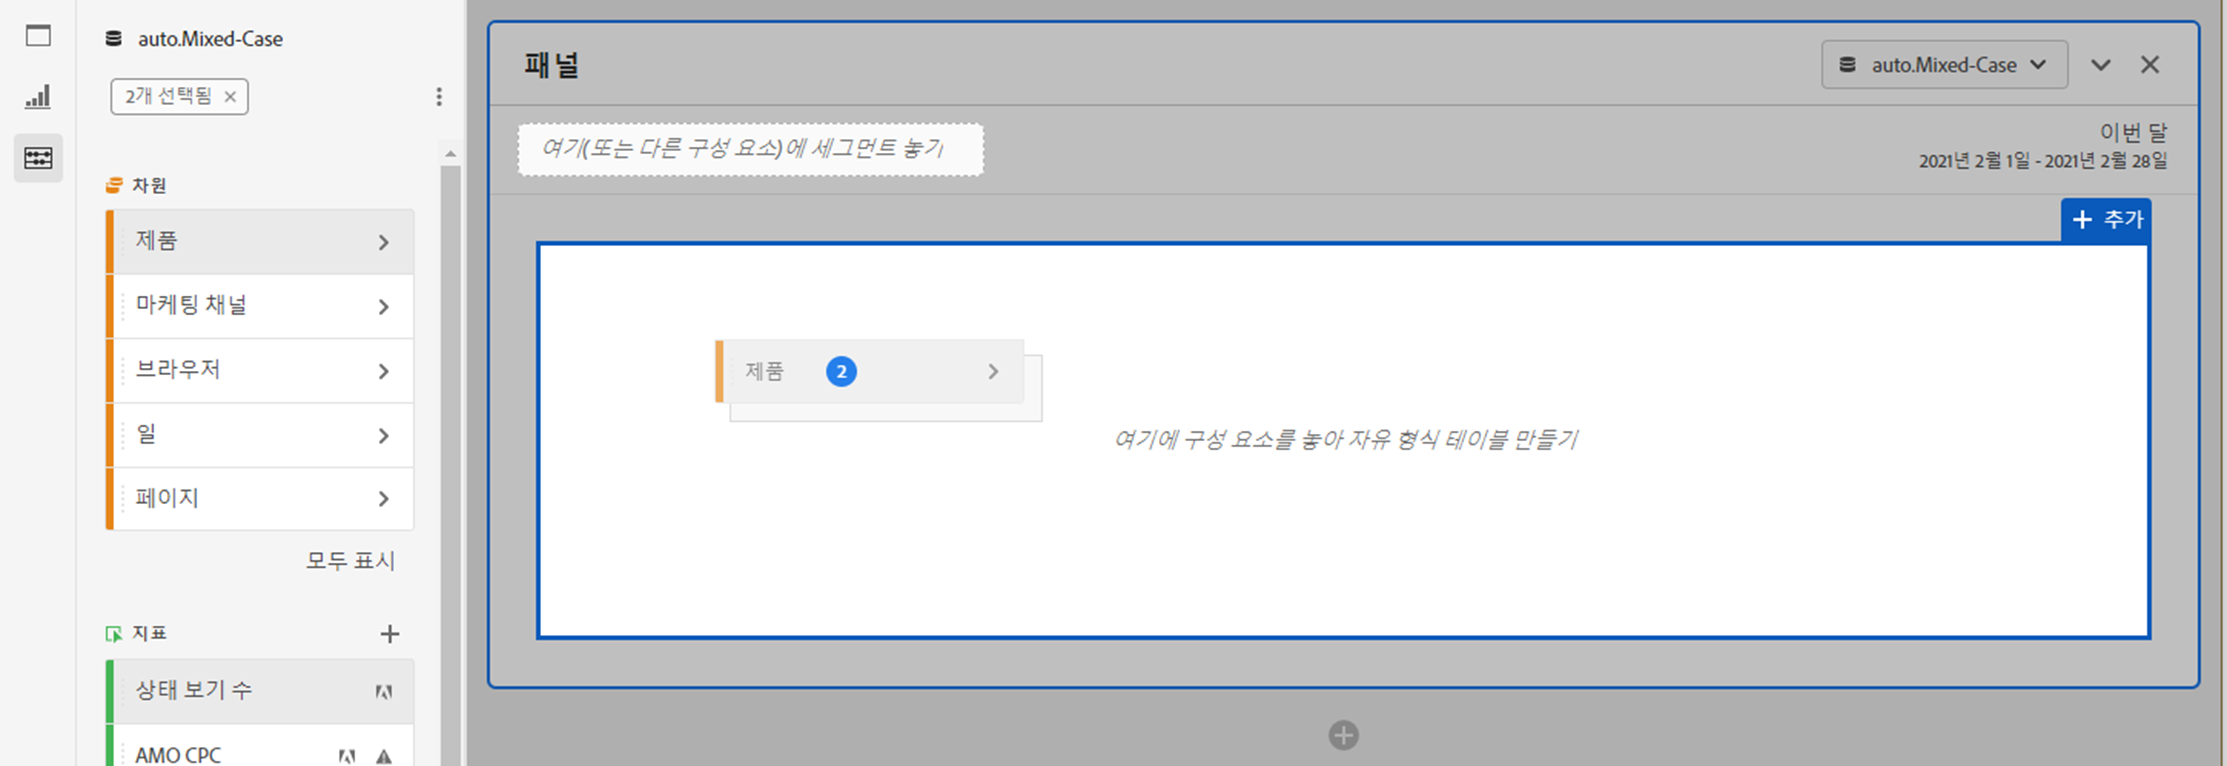 auto.Mixed-Case
2개 선택됨
차원
제품
마케팅 채널
브라우저
일
페이지
모두 표시
지표
상태 보기 수
AMO CPC
패널
auto.Mixed-Case
여기(또는 다른 구성 요소)에 세그먼트 놓기
이번 달
2021년 2월 1일 - 2021년 2월 28일
추가
제품 2
여기에 구성 요소를 놓아 자유 형식 테이블 만들기